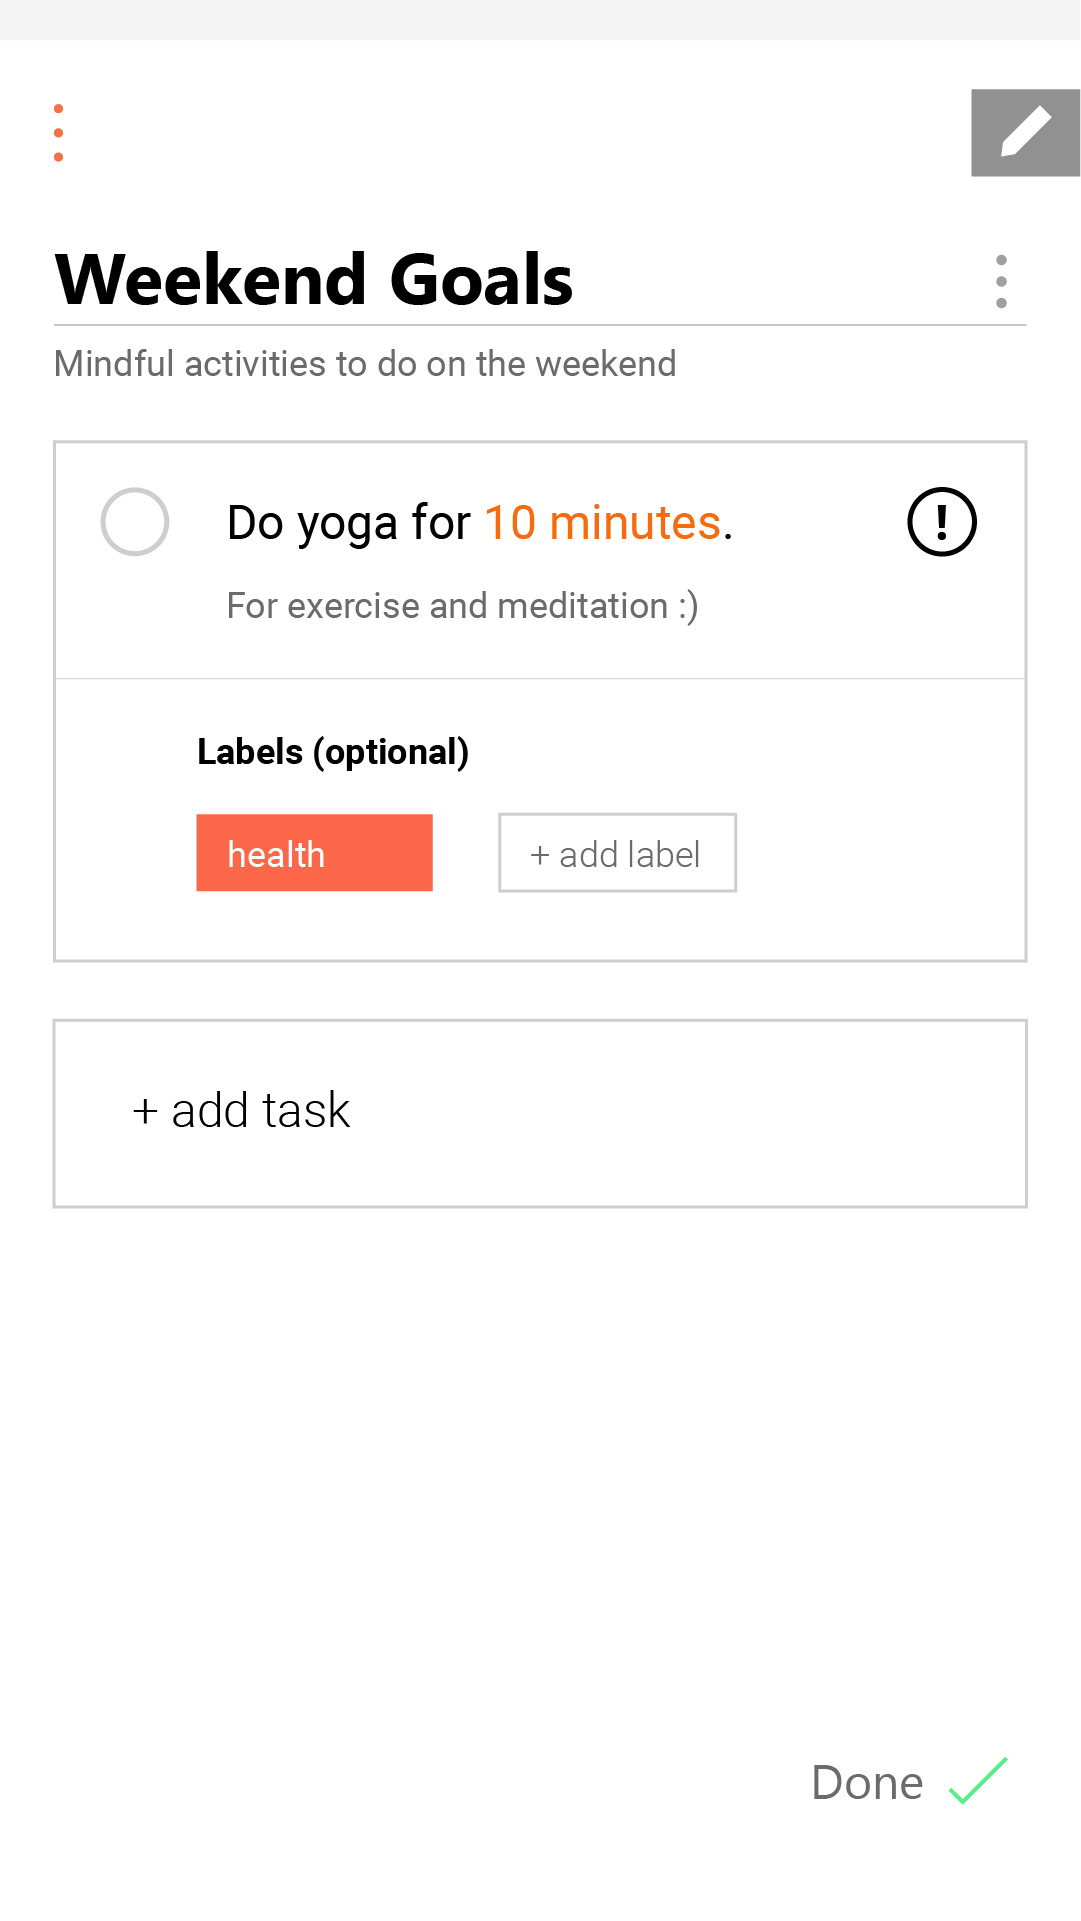 Weekend Goals
Mindful activities to do on the weekend
Do yoga for 10 minutes.
!
For exercise and meditation :)
Labels (optional)
health
+ add label
+ add task
Done